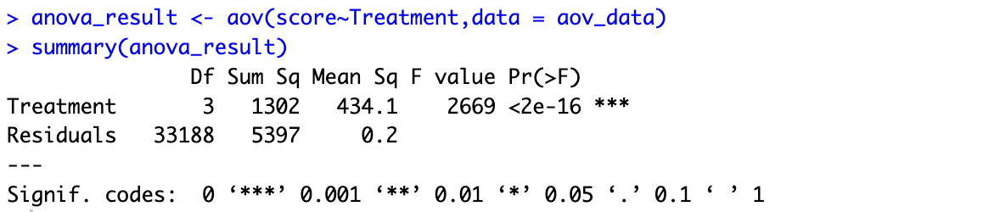 > anova_result <- aov(score~Treatment,data = aov_data)
> summary(anova_result)
               Df Sum Sq Mean Sq F value Pr(>F)
Treatment       3   1302   434.1    2669 <2e-16 ***
Residuals   33188   5397     0.2
---
Signif. codes:  0 ‘***’ 0.001 ‘**’ 0.01 ‘*’ 0.05 ‘.’ 0.1 ‘ ’ 1